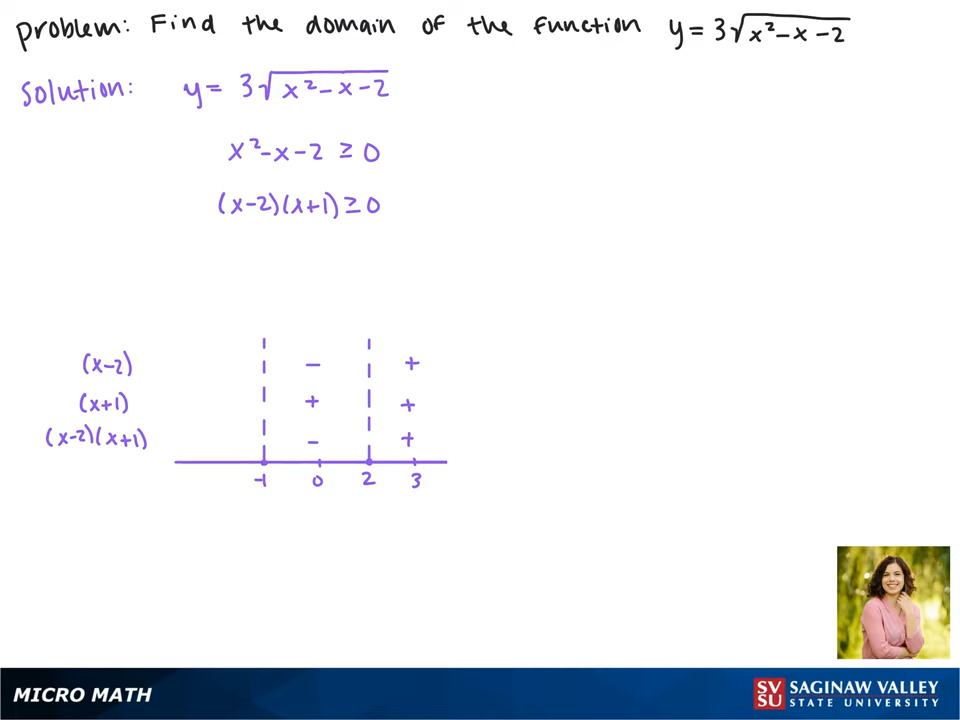 problem: Find the domain of the function y = 3√(x² - x - 2)
Solution: y = 3√(x² - x - 2)
x² - x - 2 ≥ 0
(x-2)(x+1) ≥ 0
(x-2) - +
(x+1) + +
(x-2)(x+1) - +
-1 0 2 3
MICRO MATH
SV SU SAGINAW VALLEY
STATE UNIVERSITY